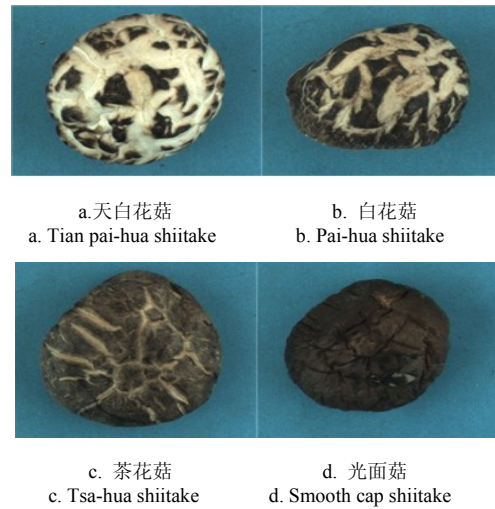 a.天白花菇
b. 白花菇
a. Tian pai-hua shiitake
b. Pai-hua shiitake
c. 茶花菇
d. 光面菇
c. Tsa-hua shiitake
d. Smooth cap shiitake